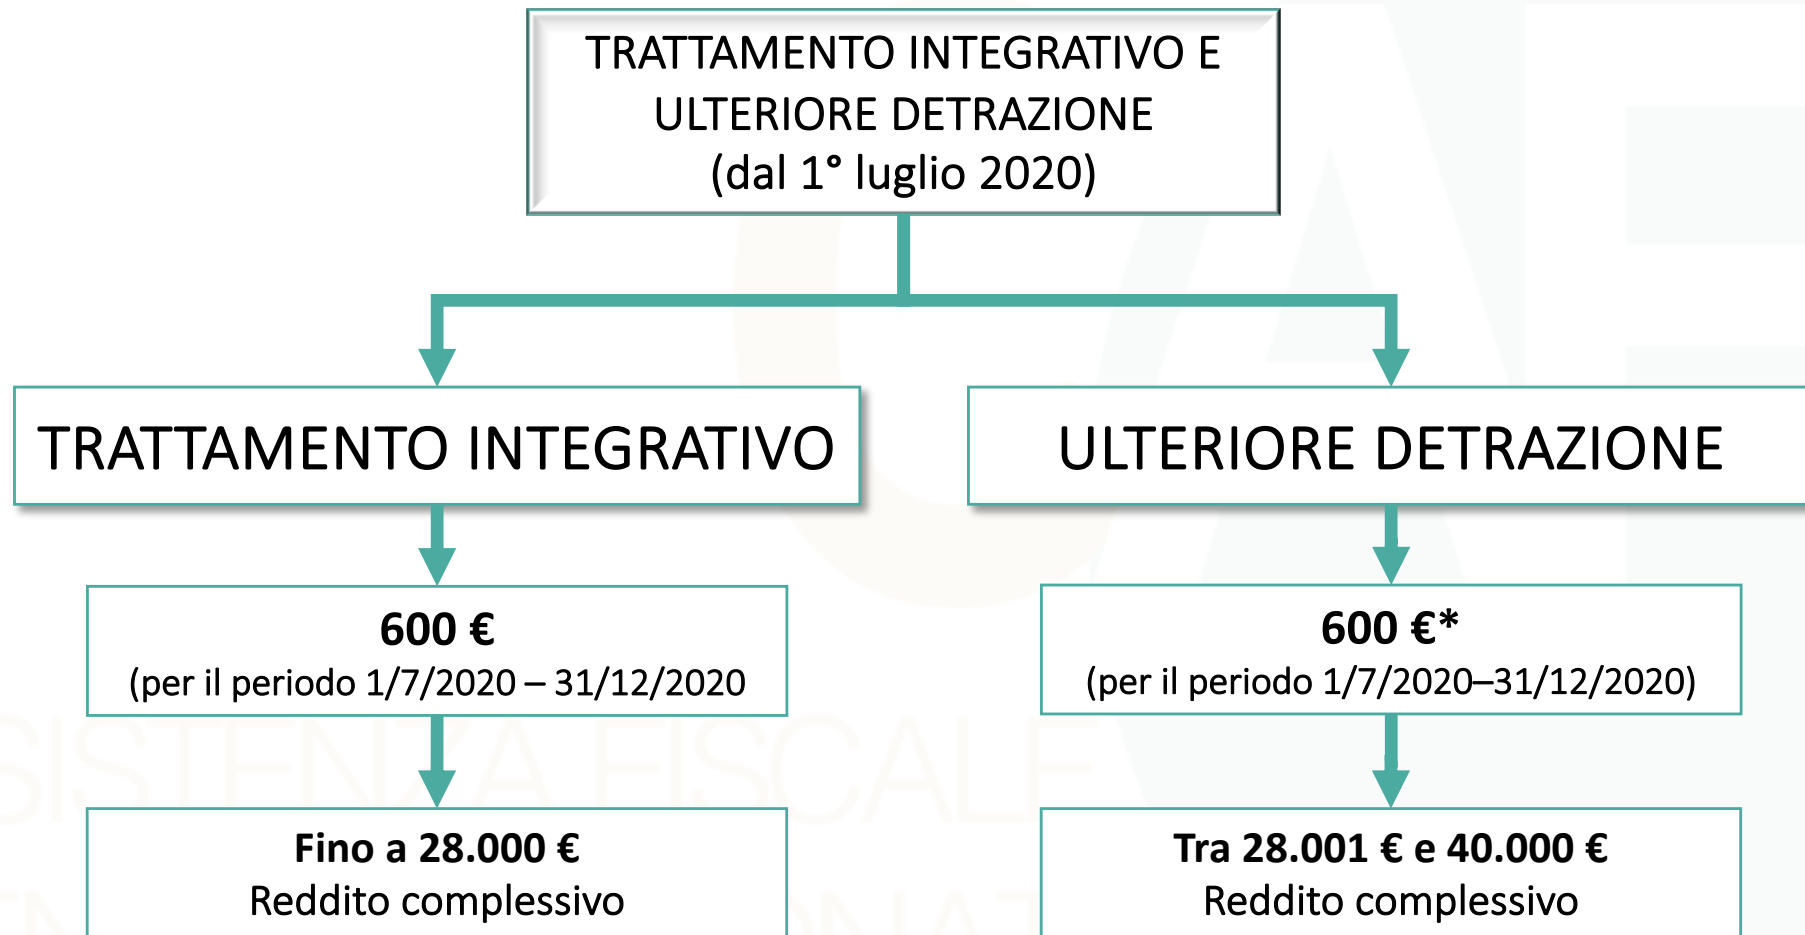 TRATTAMENTO INTEGRATIVO E
ULTERIORE DETRAZIONE
(dal 1° luglio 2020)
TRATTAMENTO INTEGRATIVO
600 €
(per il periodo 1/7/2020 – 31/12/2020
Fino a 28.000 €
Reddito complessivo
ULTERIORE DETRAZIONE
600 €*
(per il periodo 1/7/2020–31/12/2020)
Tra 28.001 € e 40.000 €
Reddito complessivo